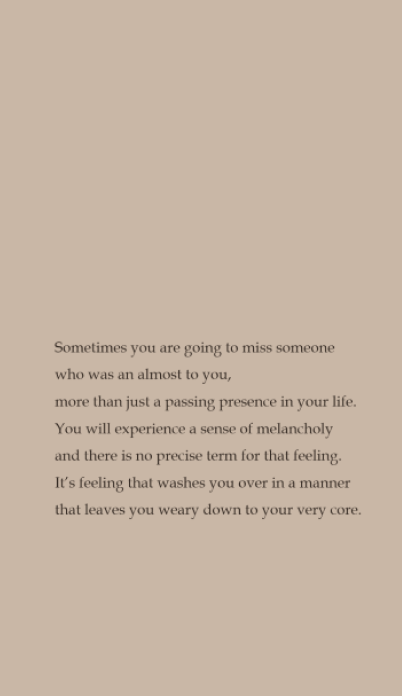 Sometimes you are going to miss someone
who was an almost to you,
more than just a passing presence in your life.
You will experience a sense of melancholy
and there is no precise term for that feeling.
It’s feeling that washes you over in a manner
that leaves you weary down to your very core.